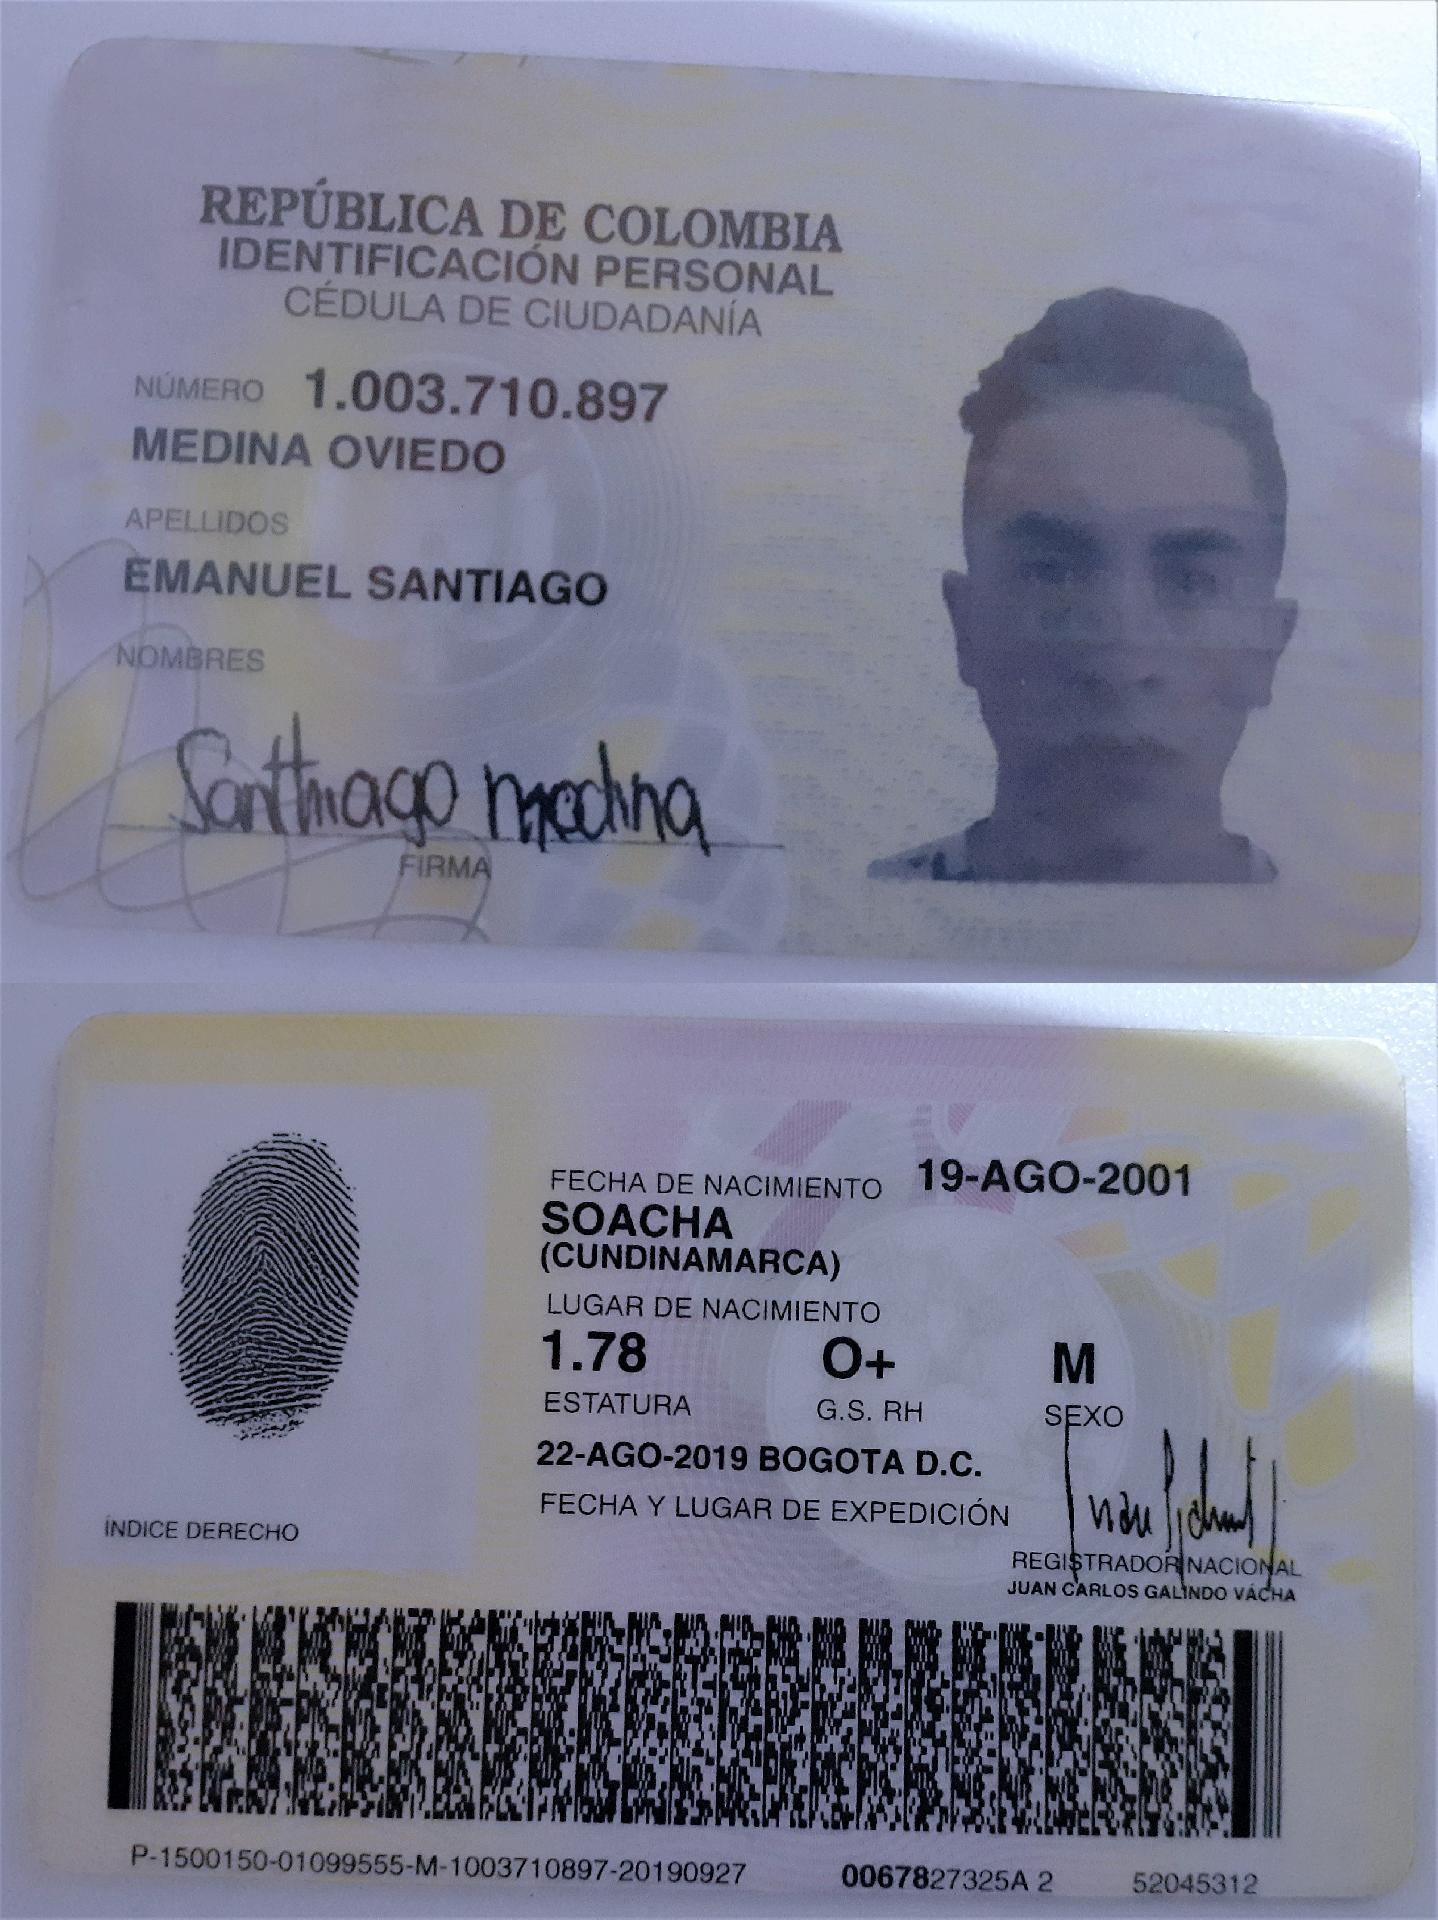 REPÚBLICA DE COLOMBIA
IDENTIFICACIÓN PERSONAL
CÉDULA DE CIUDADANÍA
NÚMERO 1.003.710.897
MEDINA OVIEDO
APELLIDOS
EMANUEL SANTIAGO
NOMBRES
Santhiago medina
FIRMA
FECHA DE NACIMIENTO 19-AGO-2001
SOACHA
(CUNDINAMARCA)
LUGAR DE NACIMIENTO
1.78 O+ M
ESTATURA G.S. RH SEXO
22-AGO-2019 BOGOTA D.C.
FECHA Y LUGAR DE EXPEDICIÓN
ÍNDICE DERECHO
REGISTRADOR NACIONAL
JUAN CARLOS GALINDO VÁCHA
P-1500150-01099555-M-1003710897-20190927 0067827325A 2 52045312